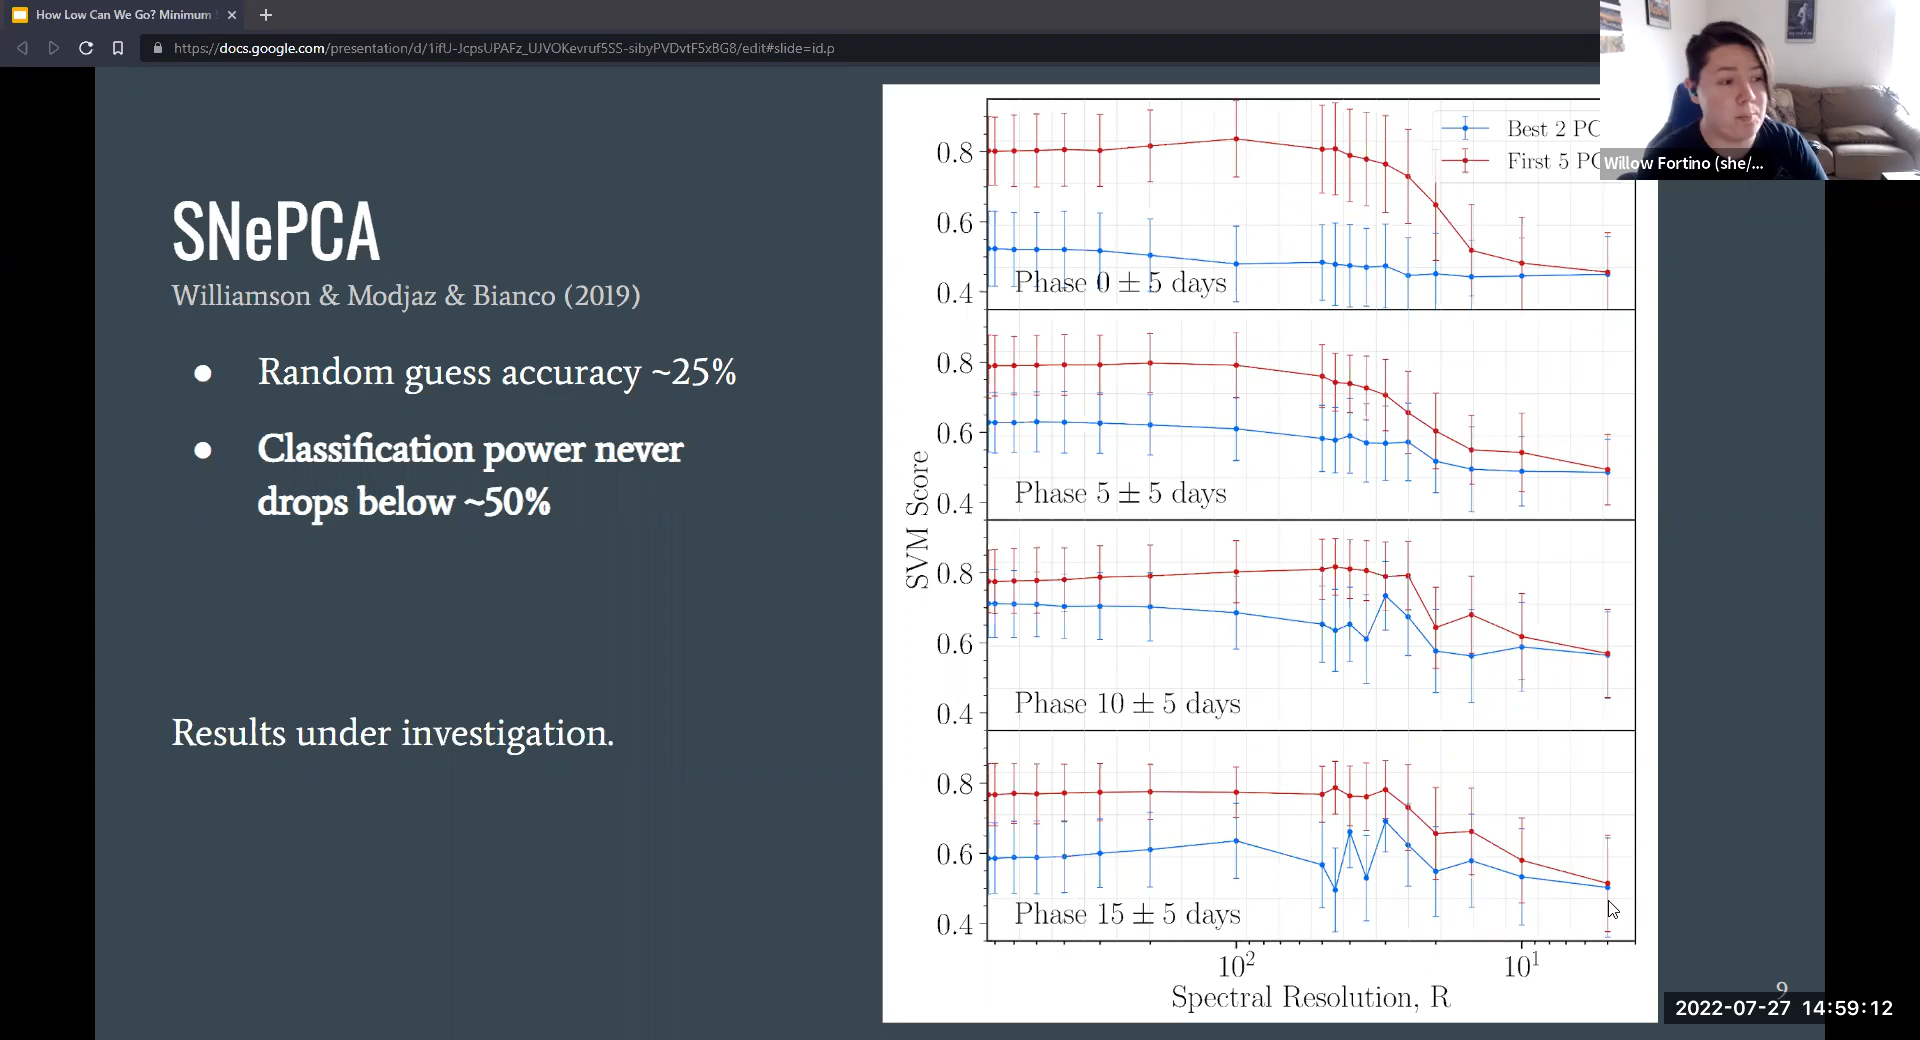 How Low Can We Go? Minimum
https://docs.google.com/presentation/d/1ifU-JcpsUPAFz_UJVOKevruf5SS-sibyPVDvtF5xBG8/edit#slide=id.p
SNePCA
Williamson & Modjaz & Bianco (2019)
● Random guess accuracy ~25%
● Classification power never
drops below ~50%
Results under investigation.
SVM Score
0.8
0.6
0.4
Phase 0 ± 5 days
Best 2 PC
First 5 PC
0.8
0.6
0.4
Phase 5 ± 5 days
0.8
0.6
0.4
Phase 10 ± 5 days
0.8
0.6
0.4
Phase 15 ± 5 days
10² 10¹
Spectral Resolution, R
Willow Fortino (she/...
9
2022-07-27 14:59:12